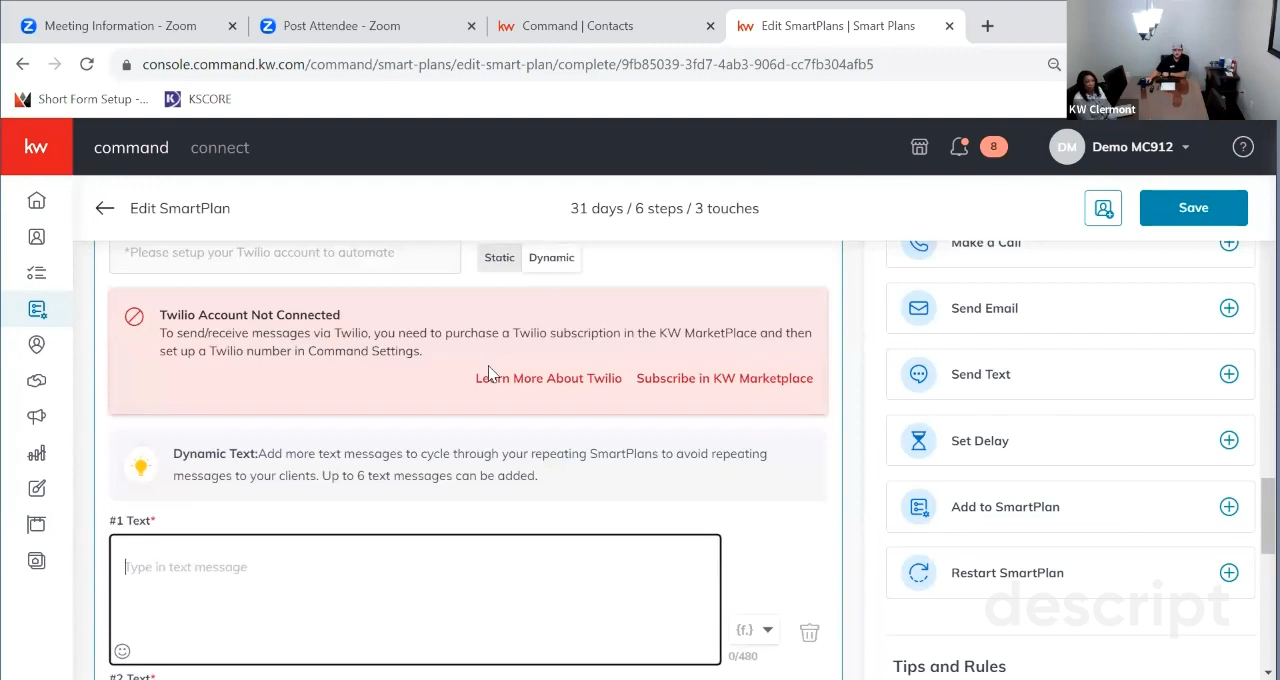 Meeting Information - Zoom
Post Attendee - Zoom
kw Command | Contacts
kw Edit SmartPlans | Smart Plans
console.command.kw.com/command/smart-plans/edit-smart-plan/complete/9fb85039-3fd7-4ab3-906d-cc7fb304afb5
Short Form Setup -...
KSCORE
KW Clermont
kw
command
connect
8
DM
Demo MC912
?
Edit SmartPlan
31 days / 6 steps / 3 touches
Save
*Please setup your Twilio account to automate
Static
Dynamic
Make a Call
Twilio Account Not Connected
To send/receive messages via Twilio, you need to purchase a Twilio subscription in the KW MarketPlace and then
set up a Twilio number in Command Settings.
Learn More About Twilio
Subscribe in KW Marketplace
Send Email
Send Text
Dynamic Text:Add more text messages to cycle through your repeating SmartPlans to avoid repeating
messages to your clients. Up to 6 text messages can be added.
Set Delay
Add to SmartPlan
#1 Text*
Type in text message
Restart SmartPlan
descript
{f.}
0/480
Tips and Rules
#2 Text*